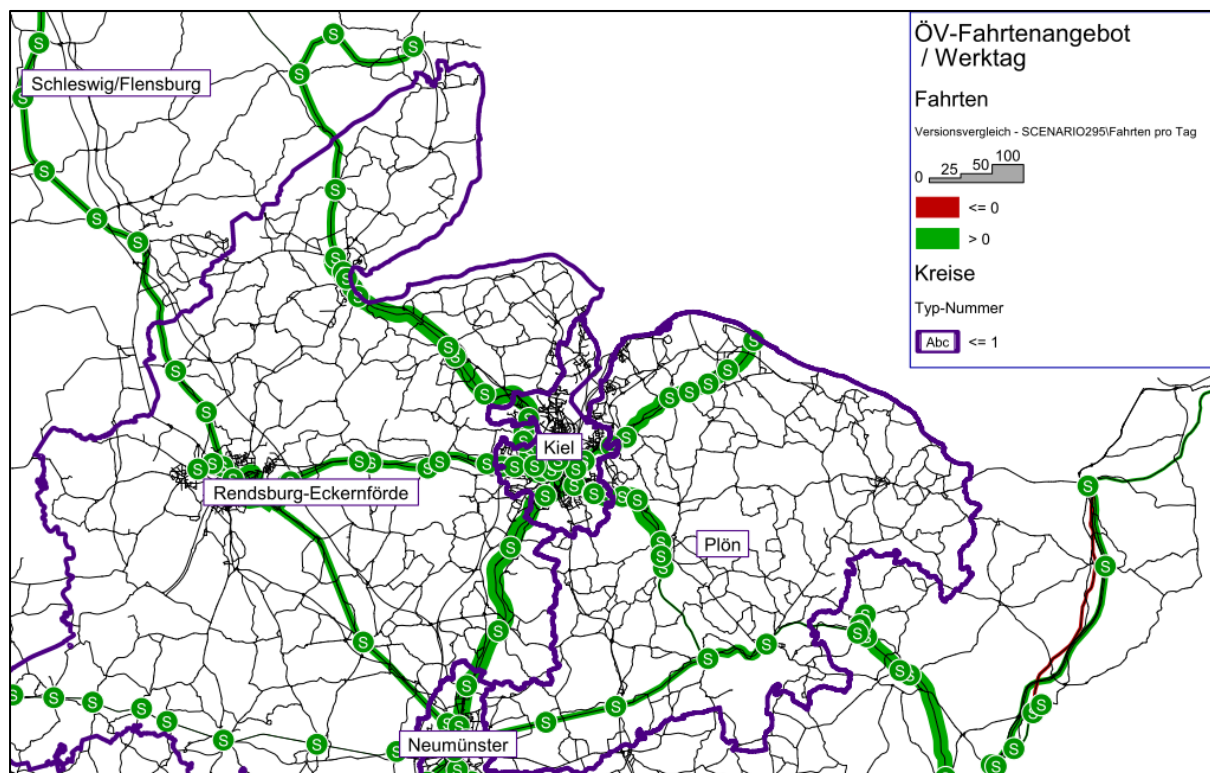 Schleswig/Flensburg
Kiel
Rendsburg-Eckernförde
Plön
Neumünster
ÖV-Fahrtenangebot
/ Werktag
Fahrten
Versionsvergleich - SCENARIO295\Fahrten pro Tag
0 25 50 100
<= 0
> 0
Kreise
Typ-Nummer
Abc <= 1